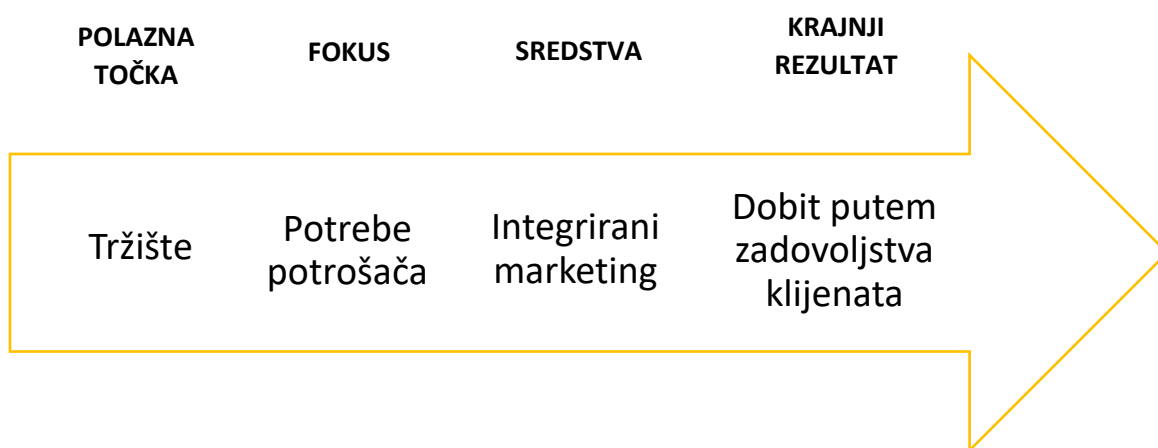 POLAZNA
TOČKA
FOKUS
SREDSTVA
KRAJNJI
REZULTAT
Tržište
Potrebe
potrošača
Integrirani
marketing
Dobit putem
zadovoljstva
klijenata